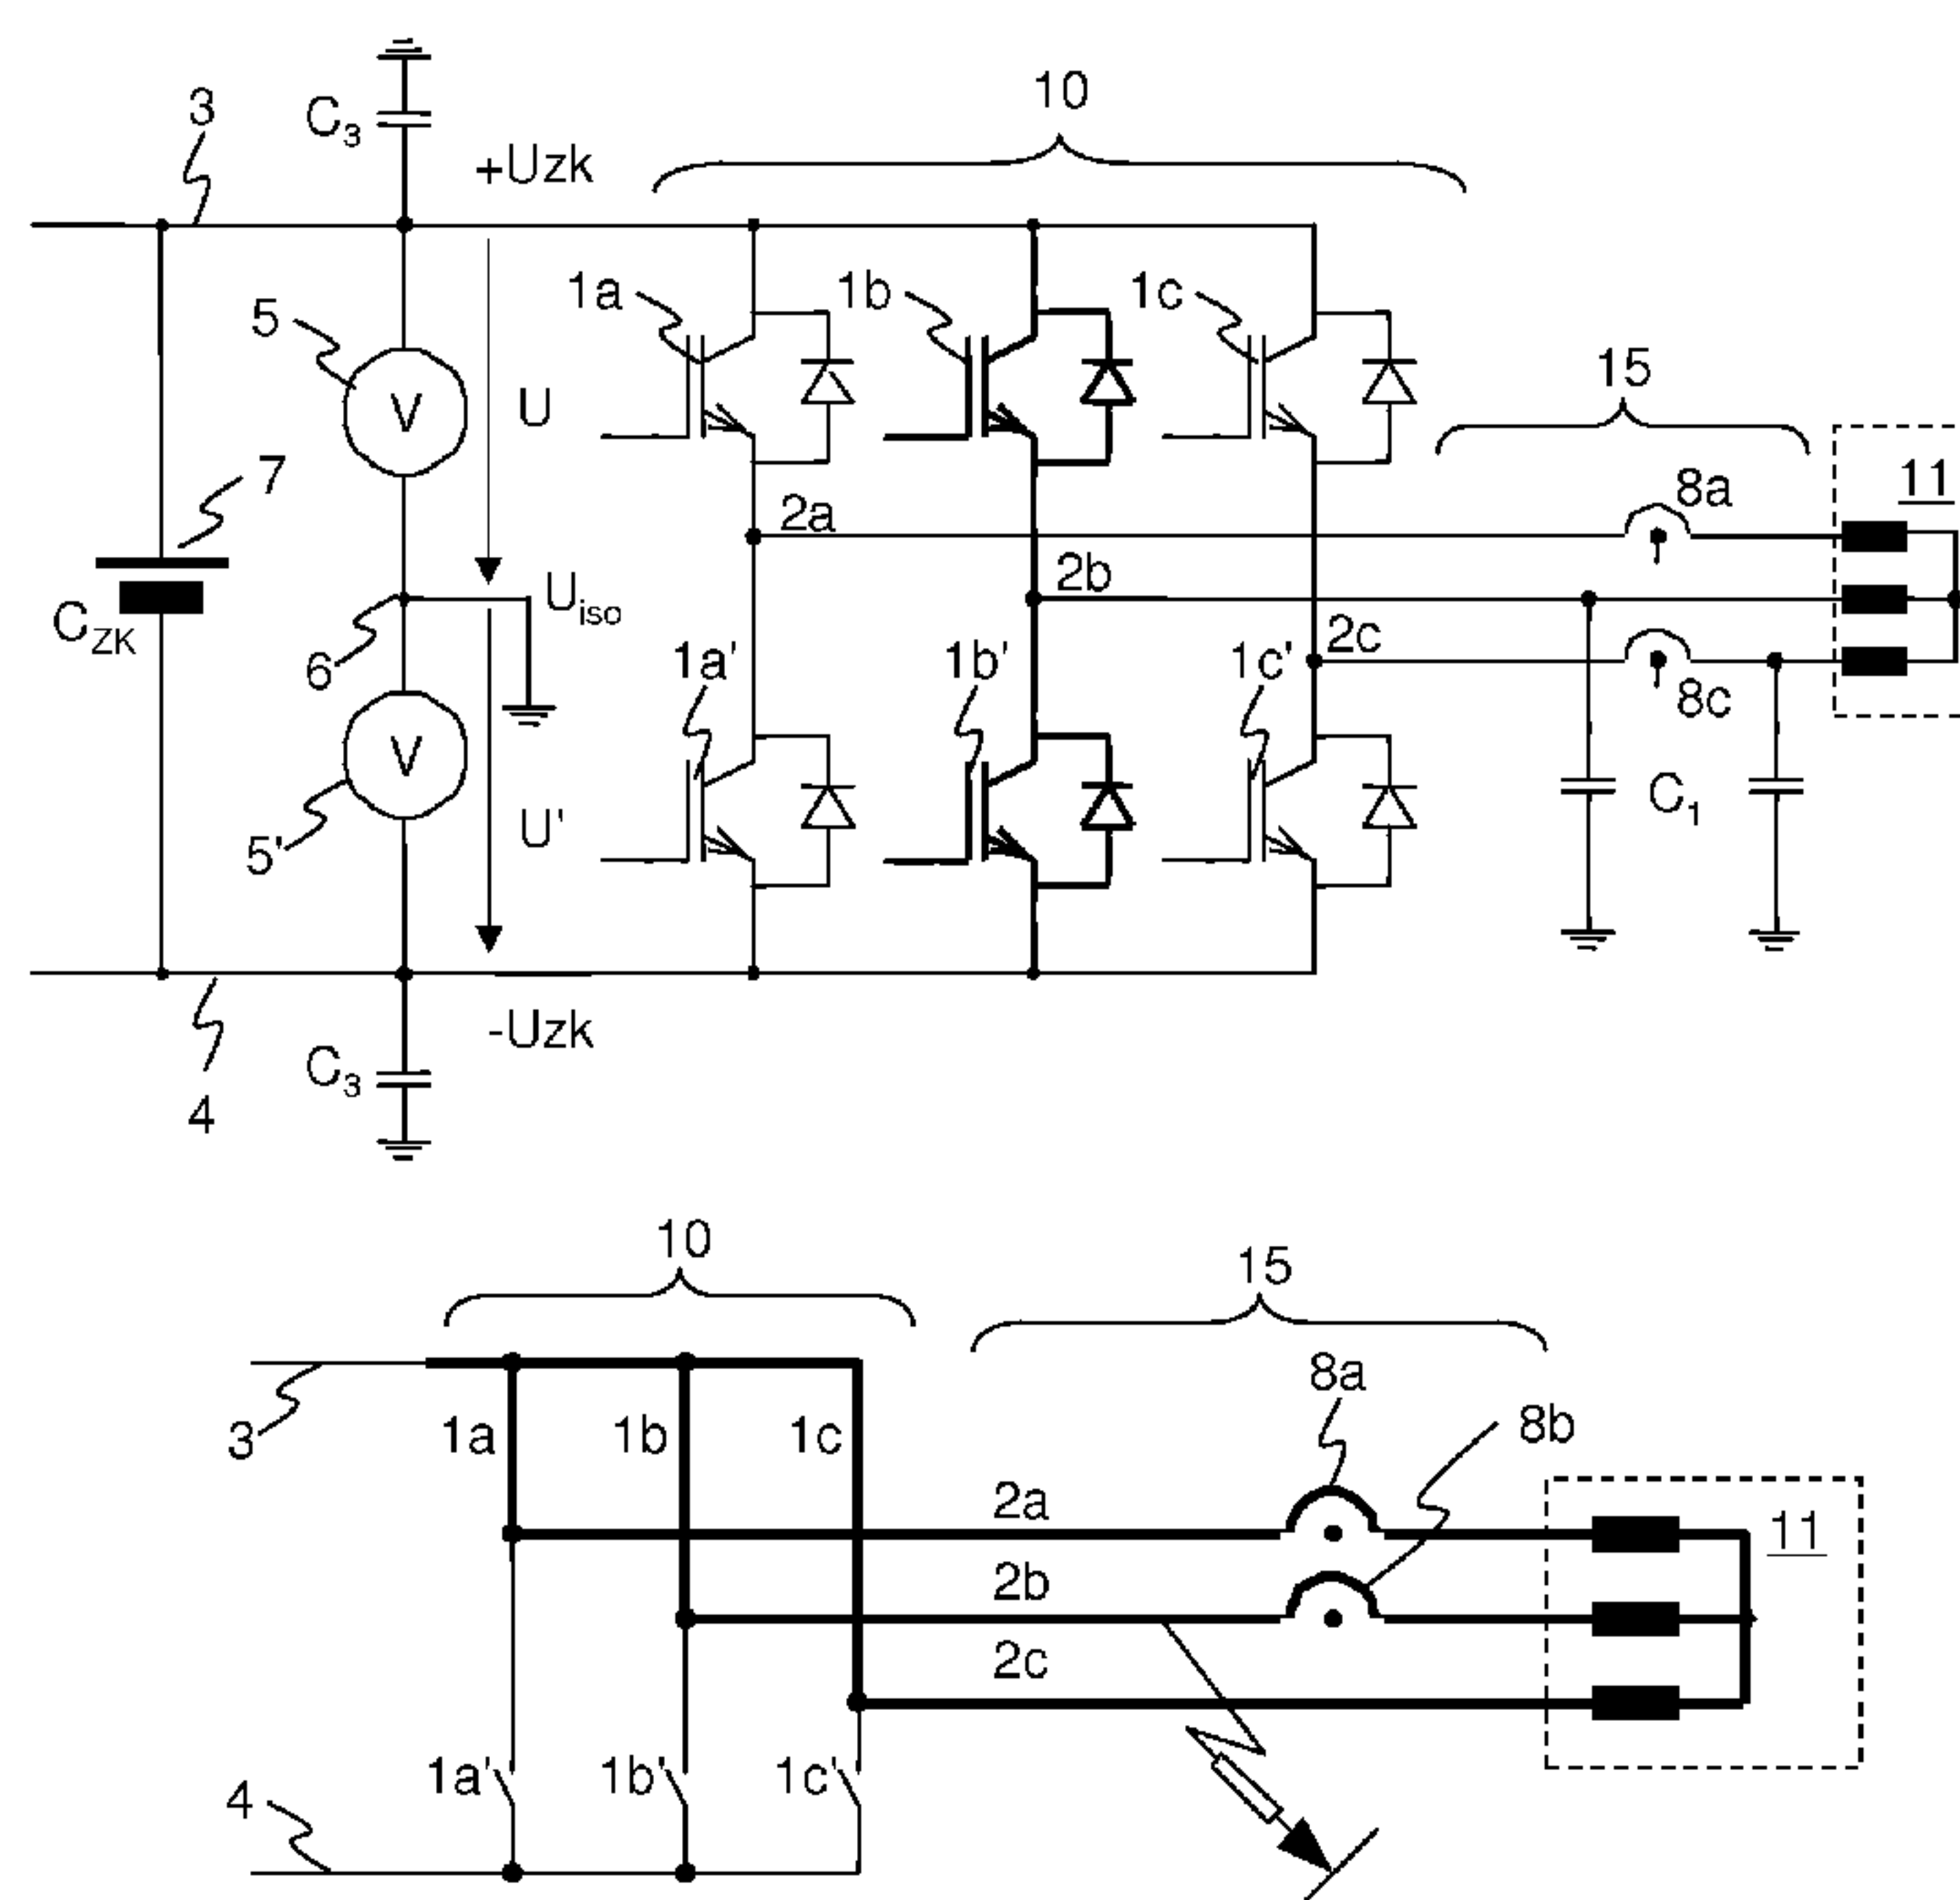 10
3
C₃
+Uzk
1a
1b
1c
5
V
U
15
11
8a
7
2a
2b
Uiso
CZK
6
2c
1a'
1b'
1c'
8c
V
U'
C₁
5'
-Uzk
C₃
4
10
15
8a
8b
3
1a
1b
1c
2a
11
2b
2c
1a'
1b'
1c'
4